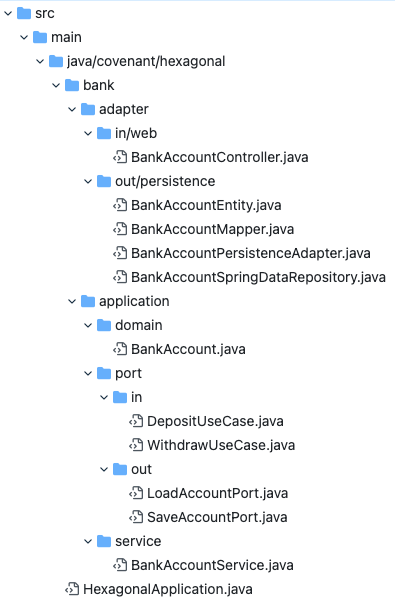 src
main
java/covenant/hexagonal
bank
adapter
in/web
BankAccountController.java
out/persistence
BankAccountEntity.java
BankAccountMapper.java
BankAccountPersistenceAdapter.java
BankAccountSpringDataRepository.java
application
domain
BankAccount.java
port
in
DepositUseCase.java
WithdrawUseCase.java
out
LoadAccountPort.java
SaveAccountPort.java
service
BankAccountService.java
HexagonalApplication.java